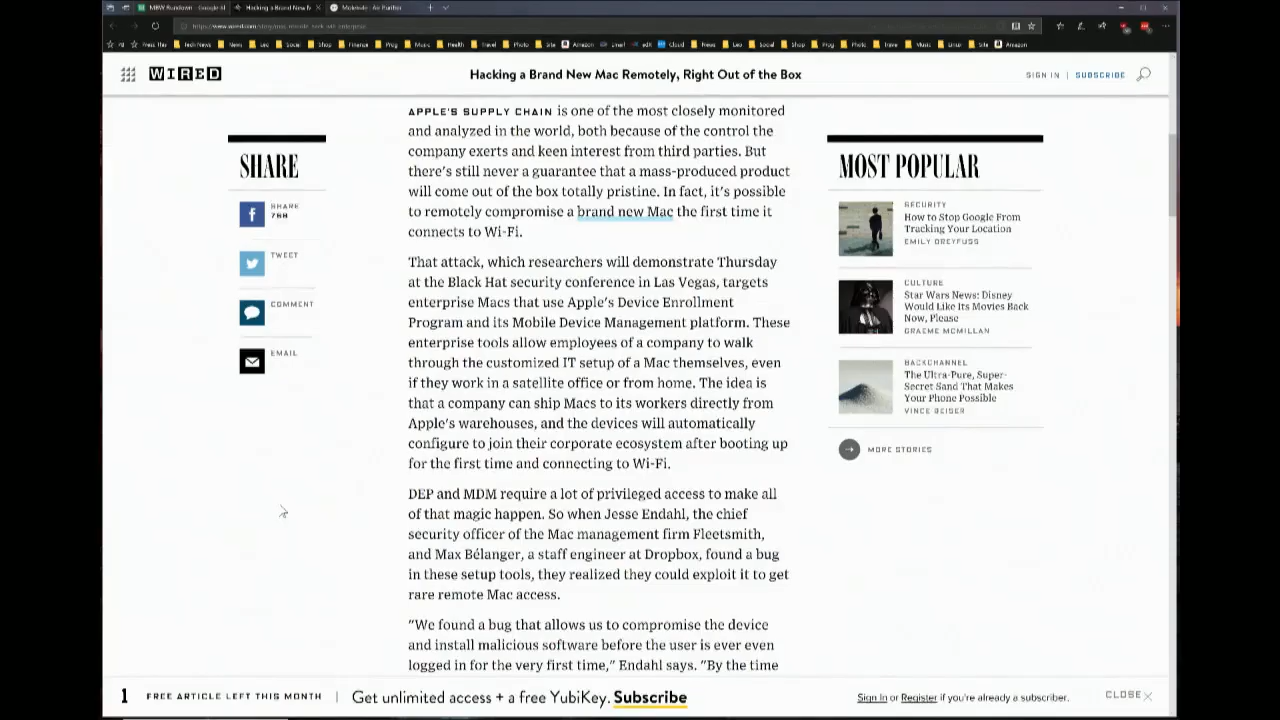 MBW Rundown - Google
Hacking a Brand New M
Molekule - Air Purifier
WIRED
Hacking a Brand New Mac Remotely, Right Out of the Box
SIGN IN | SUBSCRIBE
SHARE
SHARE
768
TWEET
COMMENT
EMAIL
APPLE'S SUPPLY CHAIN is one of the most closely monitored
and analyzed in the world, both because of the control the
company exerts and keen interest from third parties. But
there's still never a guarantee that a mass-produced product
will come out of the box totally pristine. In fact, it's possible
to remotely compromise a brand new Mac the first time it
connects to Wi-Fi.
That attack, which researchers will demonstrate Thursday
at the Black Hat security conference in Las Vegas, targets
enterprise Macs that use Apple's Device Enrollment
Program and its Mobile Device Management platform. These
enterprise tools allow employees of a company to walk
through the customized IT setup of a Mac themselves, even
if they work in a satellite office or from home. The idea is
that a company can ship Macs to its workers directly from
Apple's warehouses, and the devices will automatically
configure to join their corporate ecosystem after booting up
for the first time and connecting to Wi-Fi.
DEP and MDM require a lot of privileged access to make all
of that magic happen. So when Jesse Endahl, the chief
security officer of the Mac management firm Fleetsmith,
and Max Bélanger, a staff engineer at Dropbox, found a bug
in these setup tools, they realized they could exploit it to get
rare remote Mac access.
"We found a bug that allows us to compromise the device
and install malicious software before the user is ever even
logged in for the very first time," Endahl says. "By the time
MOST POPULAR
SECURITY
How to Stop Google From
Tracking Your Location
EMILY DREYFUSS
CULTURE
Star Wars News: Disney
Would Like Its Movies Back
Now, Please
GRAEME MCMILLAN
BACKCHANNEL
The Ultra-Pure, Super-
Secret Sand That Makes
Your Phone Possible
VINCE BEISER
MORE STORIES
1 FREE ARTICLE LEFT THIS MONTH | Get unlimited access + a free YubiKey. Subscribe
Sign In or Register if you're already a subscriber.
CLOSE